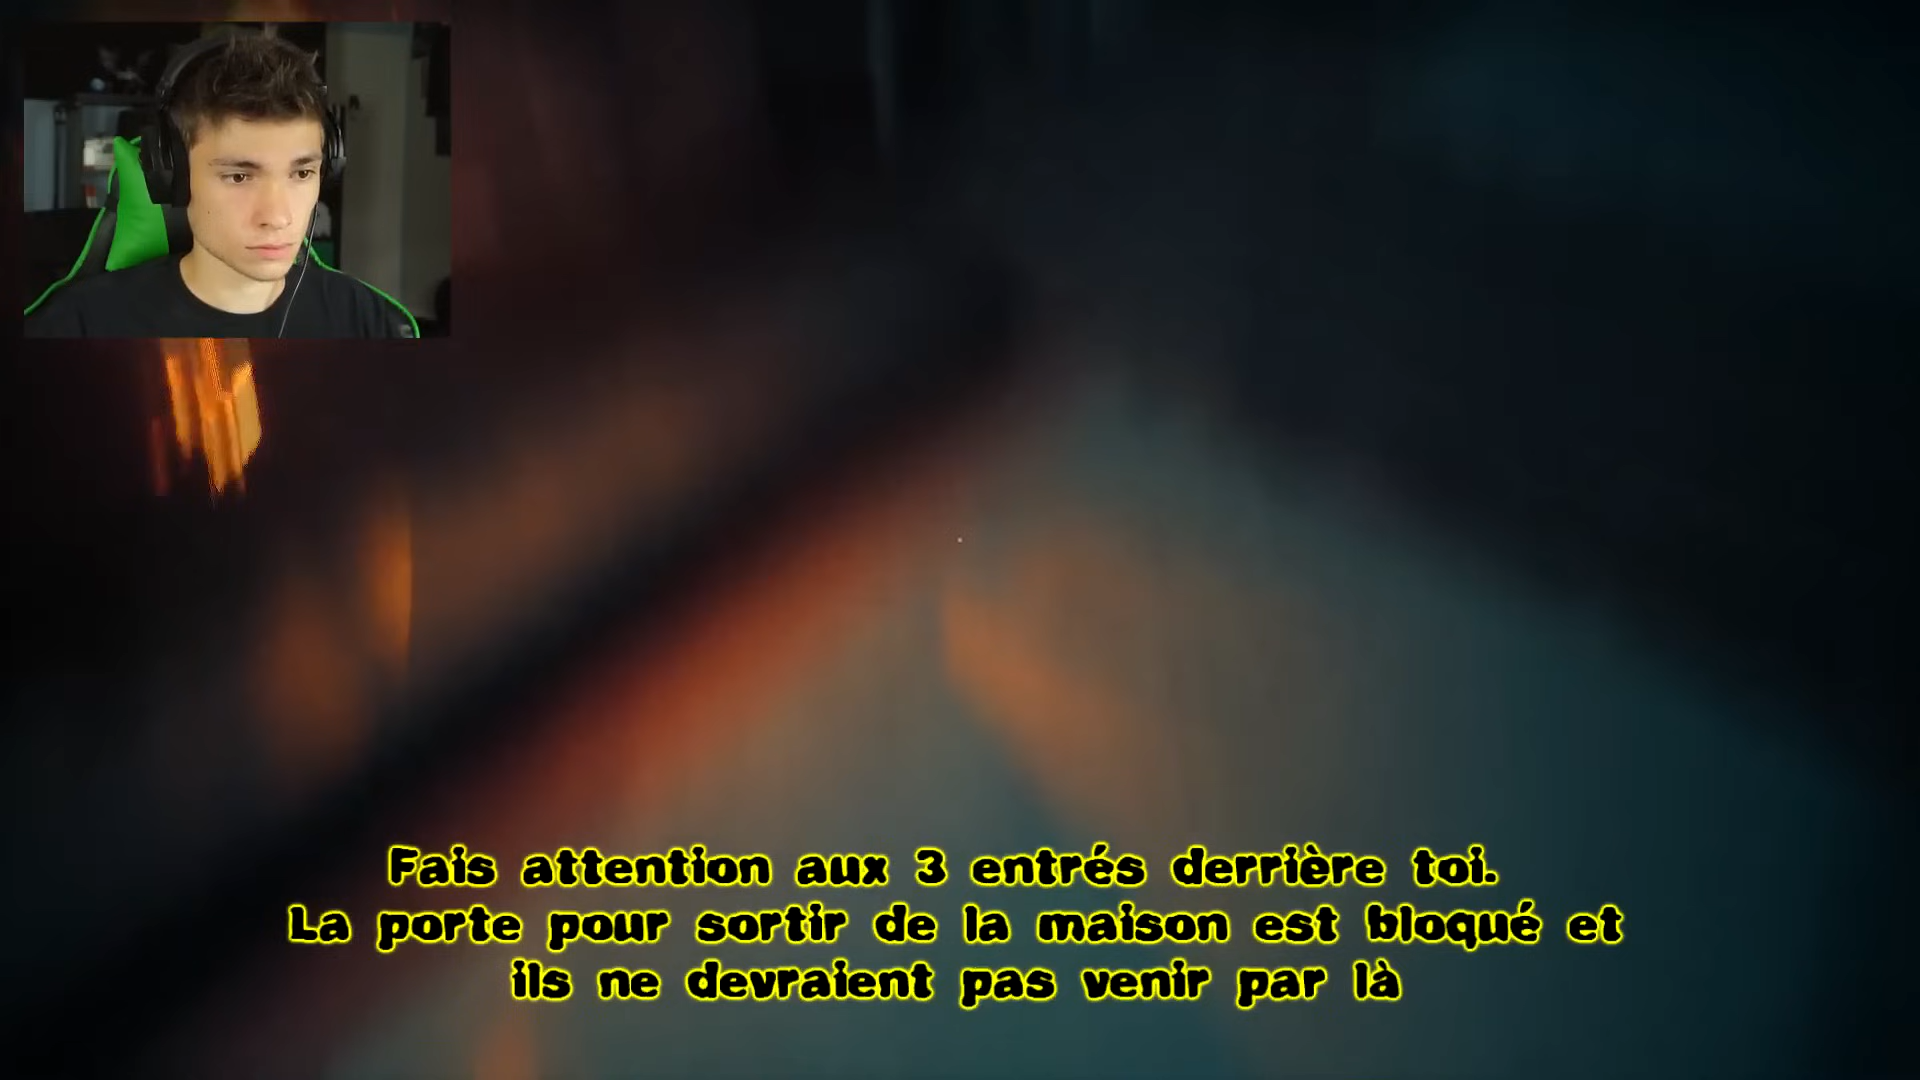 Fais attention aux 3 entrés derrière toi.
La porte pour sortir de la maison est bloqué et
ils ne devraient pas venir par là